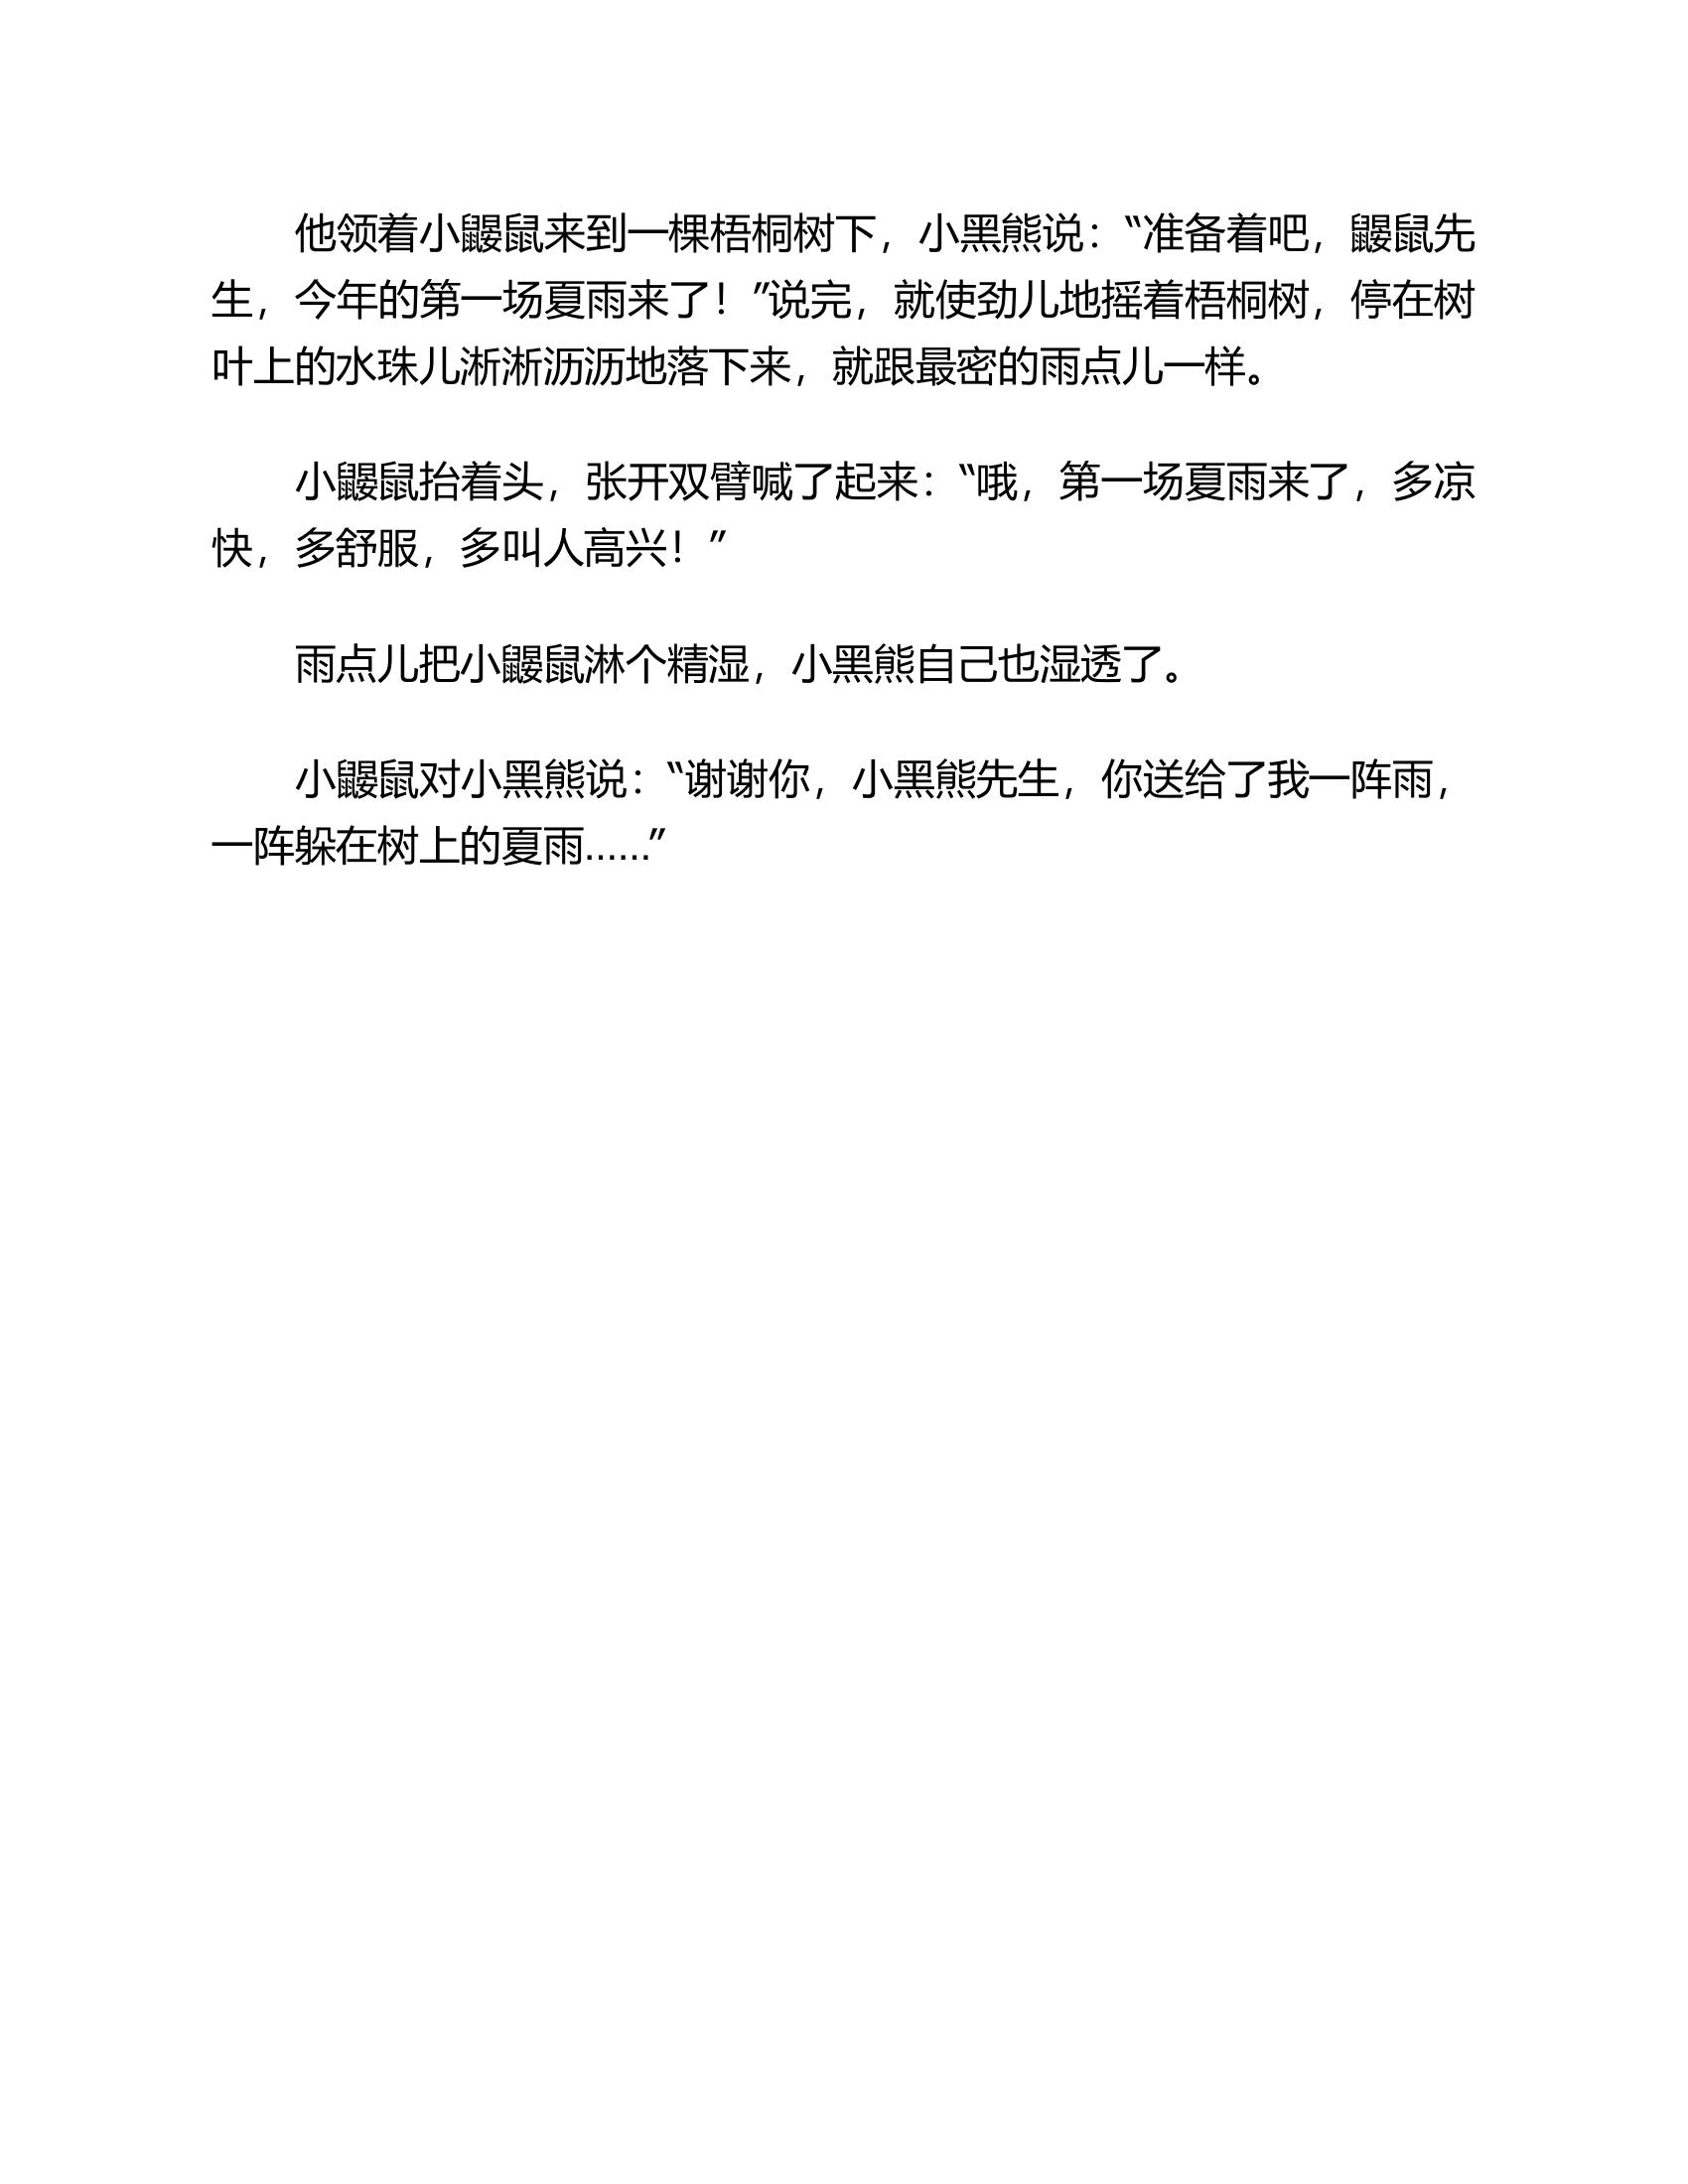 他领着小鼹鼠来到一棵梧桐树下，小黑熊说：“准备着吧，鼹鼠先
生，今年的第一场夏雨来了！”说完，就使劲儿地摇着梧桐树，停在树
叶上的水珠儿淅淅沥沥地落下来，就跟最密的雨点儿一样。
小鼹鼠抬着头，张开双臂喊了起来：“哦，第一场夏雨来了，多凉
快，多舒服，多叫人高兴！”
雨点儿把小鼹鼠淋个精湿，小黑熊自己也湿透了。
小鼹鼠对小黑熊说：“谢谢你，小黑熊先生，你送给了我一阵雨，
一阵躲在树上的夏雨……”